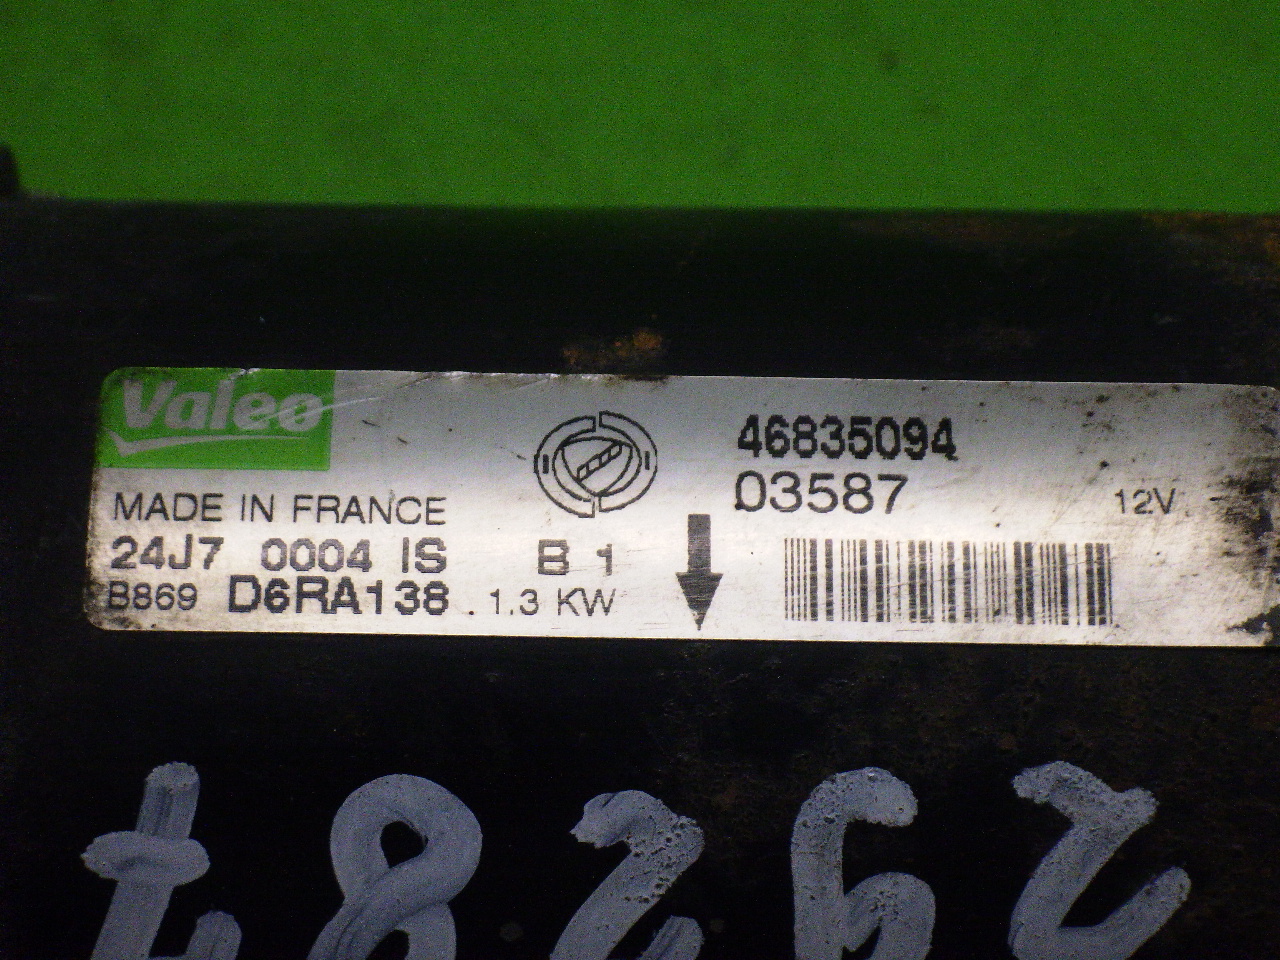 Valeo
46835094
03587
12V
MADE IN FRANCE
24J7 0004 IS B 1
B869 D6RA138 . 1.3 KW